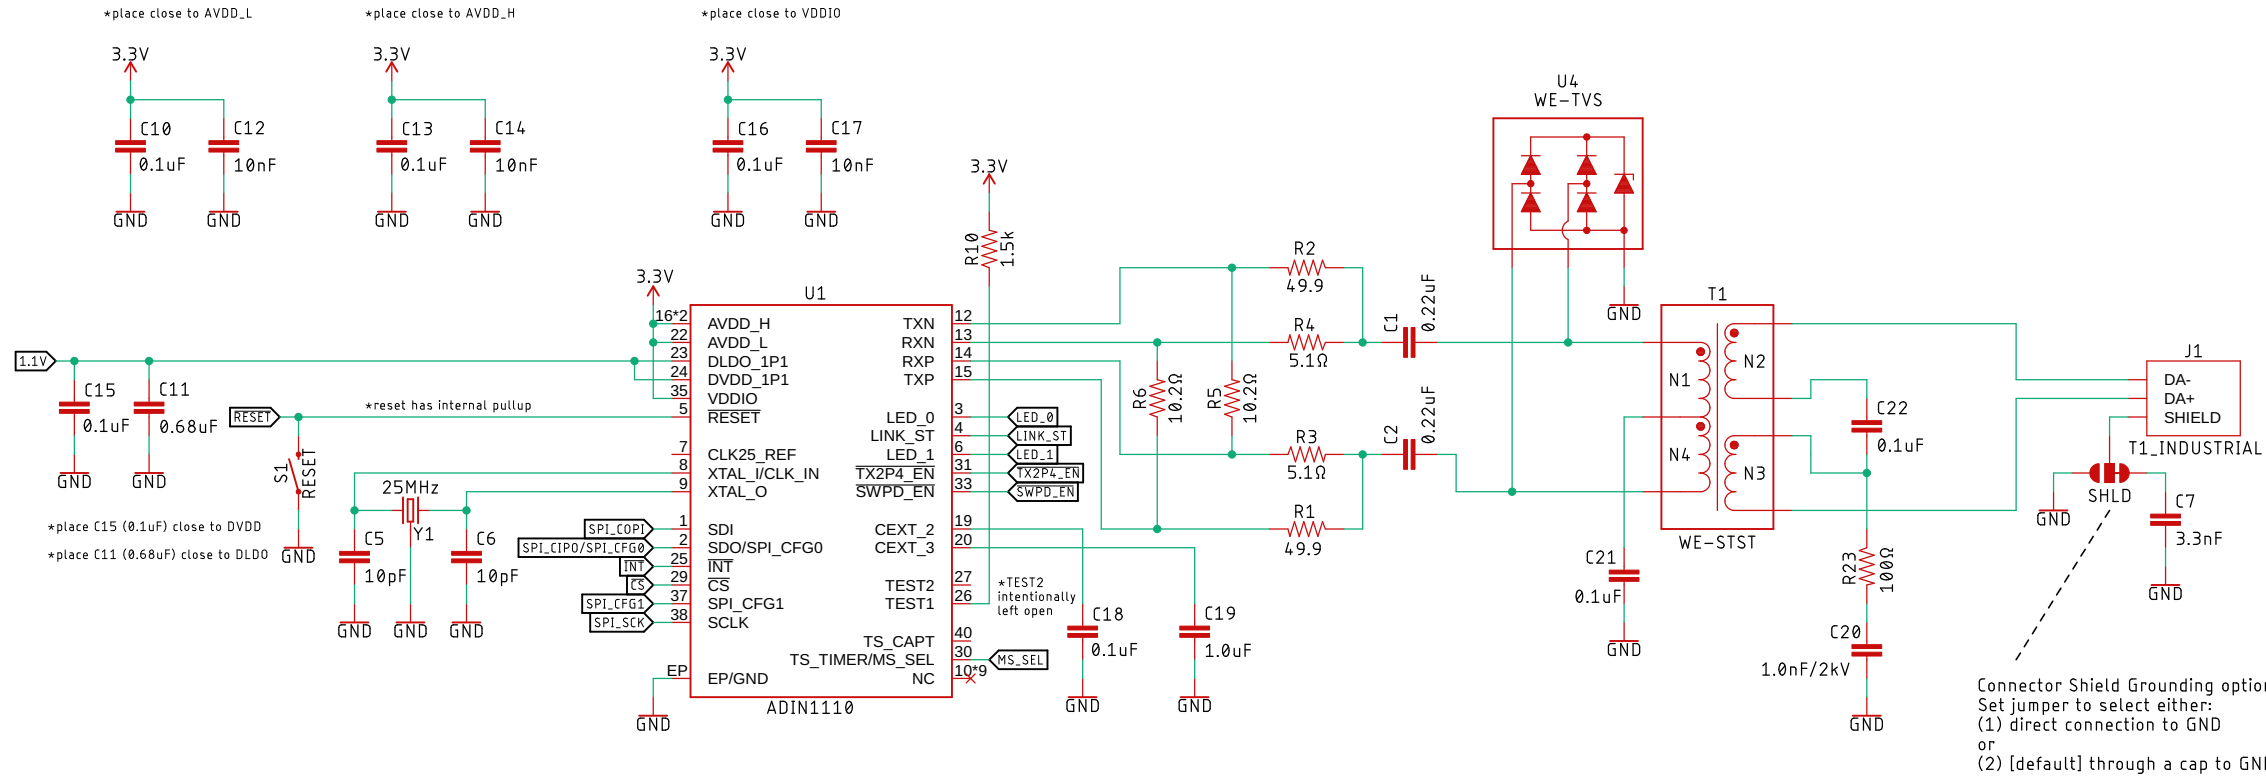 *place close to AVDD_L
*place close to AVDD_H
*place close to VDDIO
3.3V
3.3V
3.3V
C10
0.1uF
C12
10nF
C13
0.1uF
C14
10nF
C16
0.1uF
C17
10nF
GND
GND
GND
GND
GND
GND
U4
WE-TVS
GND
3.3V
R10
1.5k
3.3V
U1
16*2
22
23
24
35
5
7
8
9
1
2
25
29
37
38
EP
AVDD_H
AVDD_L
DLDO_1P1
DVDD_1P1
VDDIO
RESET
CLK25_REF
XTAL_I/CLK_IN
XTAL_O
SDI
SDO/SPI_CFG0
INT
CS
SPI_CFG1
SCLK
EP/GND
TXN
RXN
RXP
TXP
LED_0
LINK_ST
LED_1
TX2P4_EN
SWPD_EN
CEXT_2
CEXT_3
TEST2
TEST1
TS_CAPT
TS_TIMER/MS_SEL
NC
12
13
14
15
3
4
6
31
33
19
20
27
26
40
30
10*9
ADIN1110
1.1V
C15
0.1uF
C11
0.68uF
GND
GND
*place C15 (0.1uF) close to DVDD
*place C11 (0.68uF) close to DLDO
RESET
*reset has internal pullup
S1
RESET
GND
25MHz
Y1
C5
10pF
C6
10pF
GND
GND
GND
SPI_COPI
SPI_CIPO/SPI_CFG0
INT
CS
SPI_CFG1
SPI_SCK
GND
LED_0
LINK_ST
LED_1
TX2P4_EN
SWPD_EN
*TEST2
intentionally
left open
MS_SEL
C18
0.1uF
GND
C19
1.0uF
GND
R2
49.9
R4
5.1Ω
R6
10.2Ω
R5
10.2Ω
R3
5.1Ω
R1
49.9
C1
0.22uF
C2
0.22uF
T1
N1
N2
N4
N3
WE-STST
C21
0.1uF
GND
C22
0.1uF
R23
100Ω
C20
1.0nF/2kV
GND
J1
DA-
DA+
SHIELD
T1_INDUSTRIAL
SHLD
GND
C7
3.3nF
GND
Connector Shield Grounding optio
Set jumper to select either:
(1) direct connection to GND
or
(2) [default] through a cap to GN